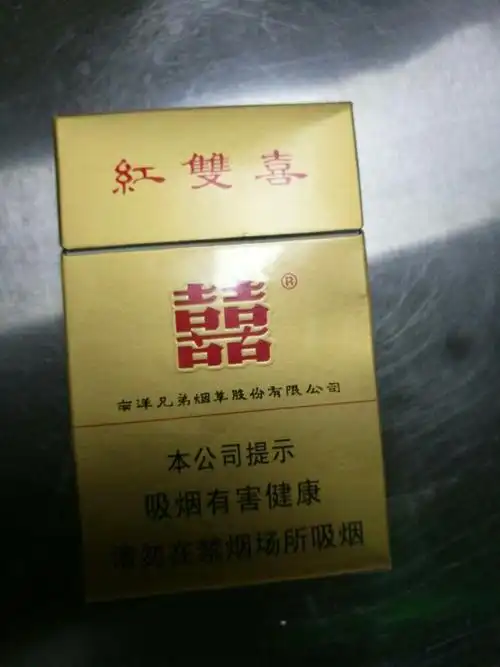 紅雙喜
囍®
南洋兄弟烟草股份有限公司
本公司提示
吸烟有害健康
请勿在禁烟场所吸烟